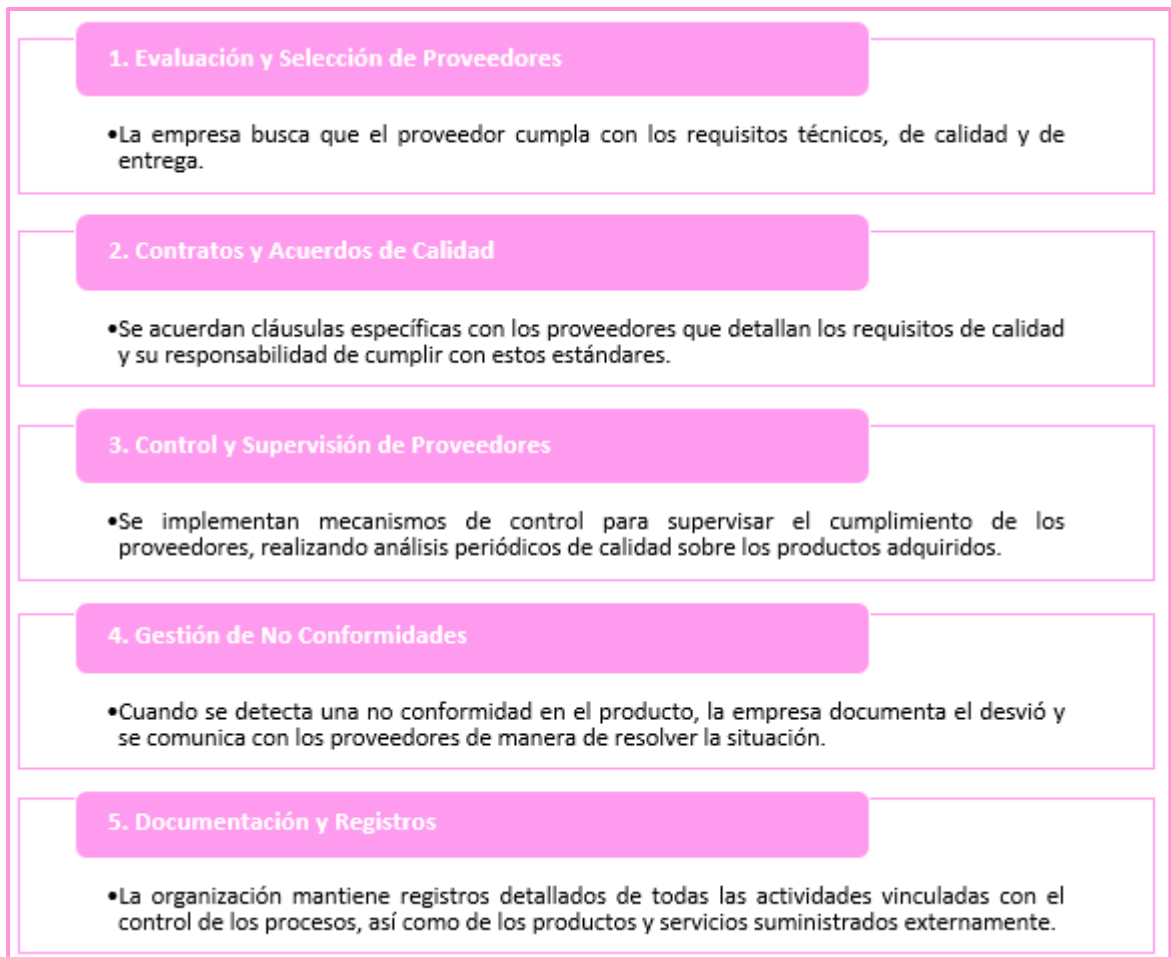 1. Evaluación y Selección de Proveedores
•La empresa busca que el proveedor cumpla con los requisitos técnicos, de calidad y de
entrega.
2. Contratos y Acuerdos de Calidad
•Se acuerdan cláusulas específicas con los proveedores que detallan los requisitos de calidad
y su responsabilidad de cumplir con estos estándares.
3. Control y Supervisión de Proveedores
•Se implementan mecanismos de control para supervisar el cumplimiento de los
proveedores, realizando análisis periódicos de calidad sobre los productos adquiridos.
4. Gestión de No Conformidades
•Cuando se detecta una no conformidad en el producto, la empresa documenta el desvió y
se comunica con los proveedores de manera de resolver la situación.
5. Documentación y Registros
•La organización mantiene registros detallados de todas las actividades vinculadas con el
control de los procesos, así como de los productos y servicios suministrados externamente.